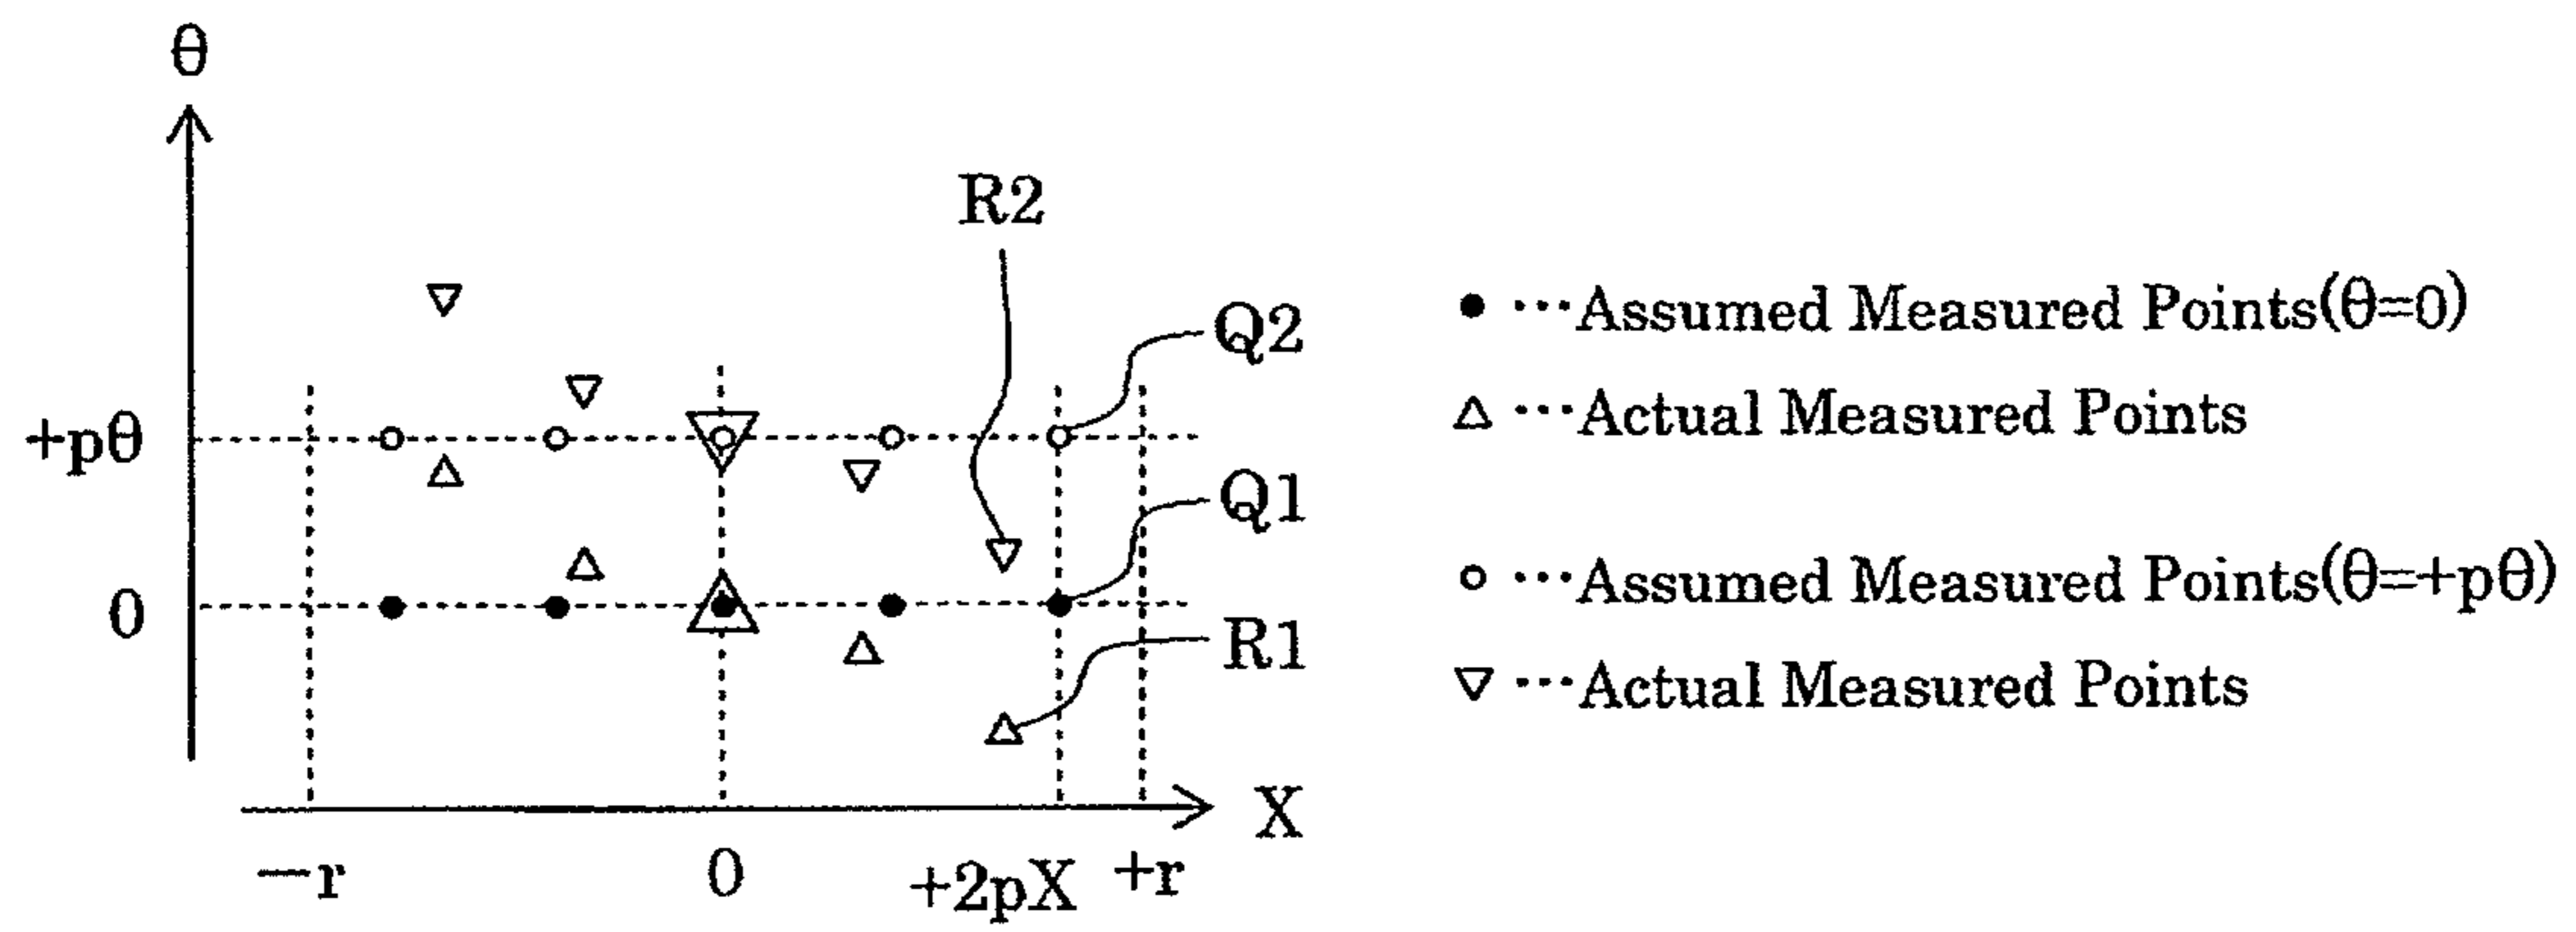 θ
R2
Q2
+pθ
Q1
0
R1
X
−r
0
+2pX
+r
● ···Assumed Measured Points(θ=0)
△ ···Actual Measured Points
○ ···Assumed Measured Points(θ=+pθ)
▽ ···Actual Measured Points